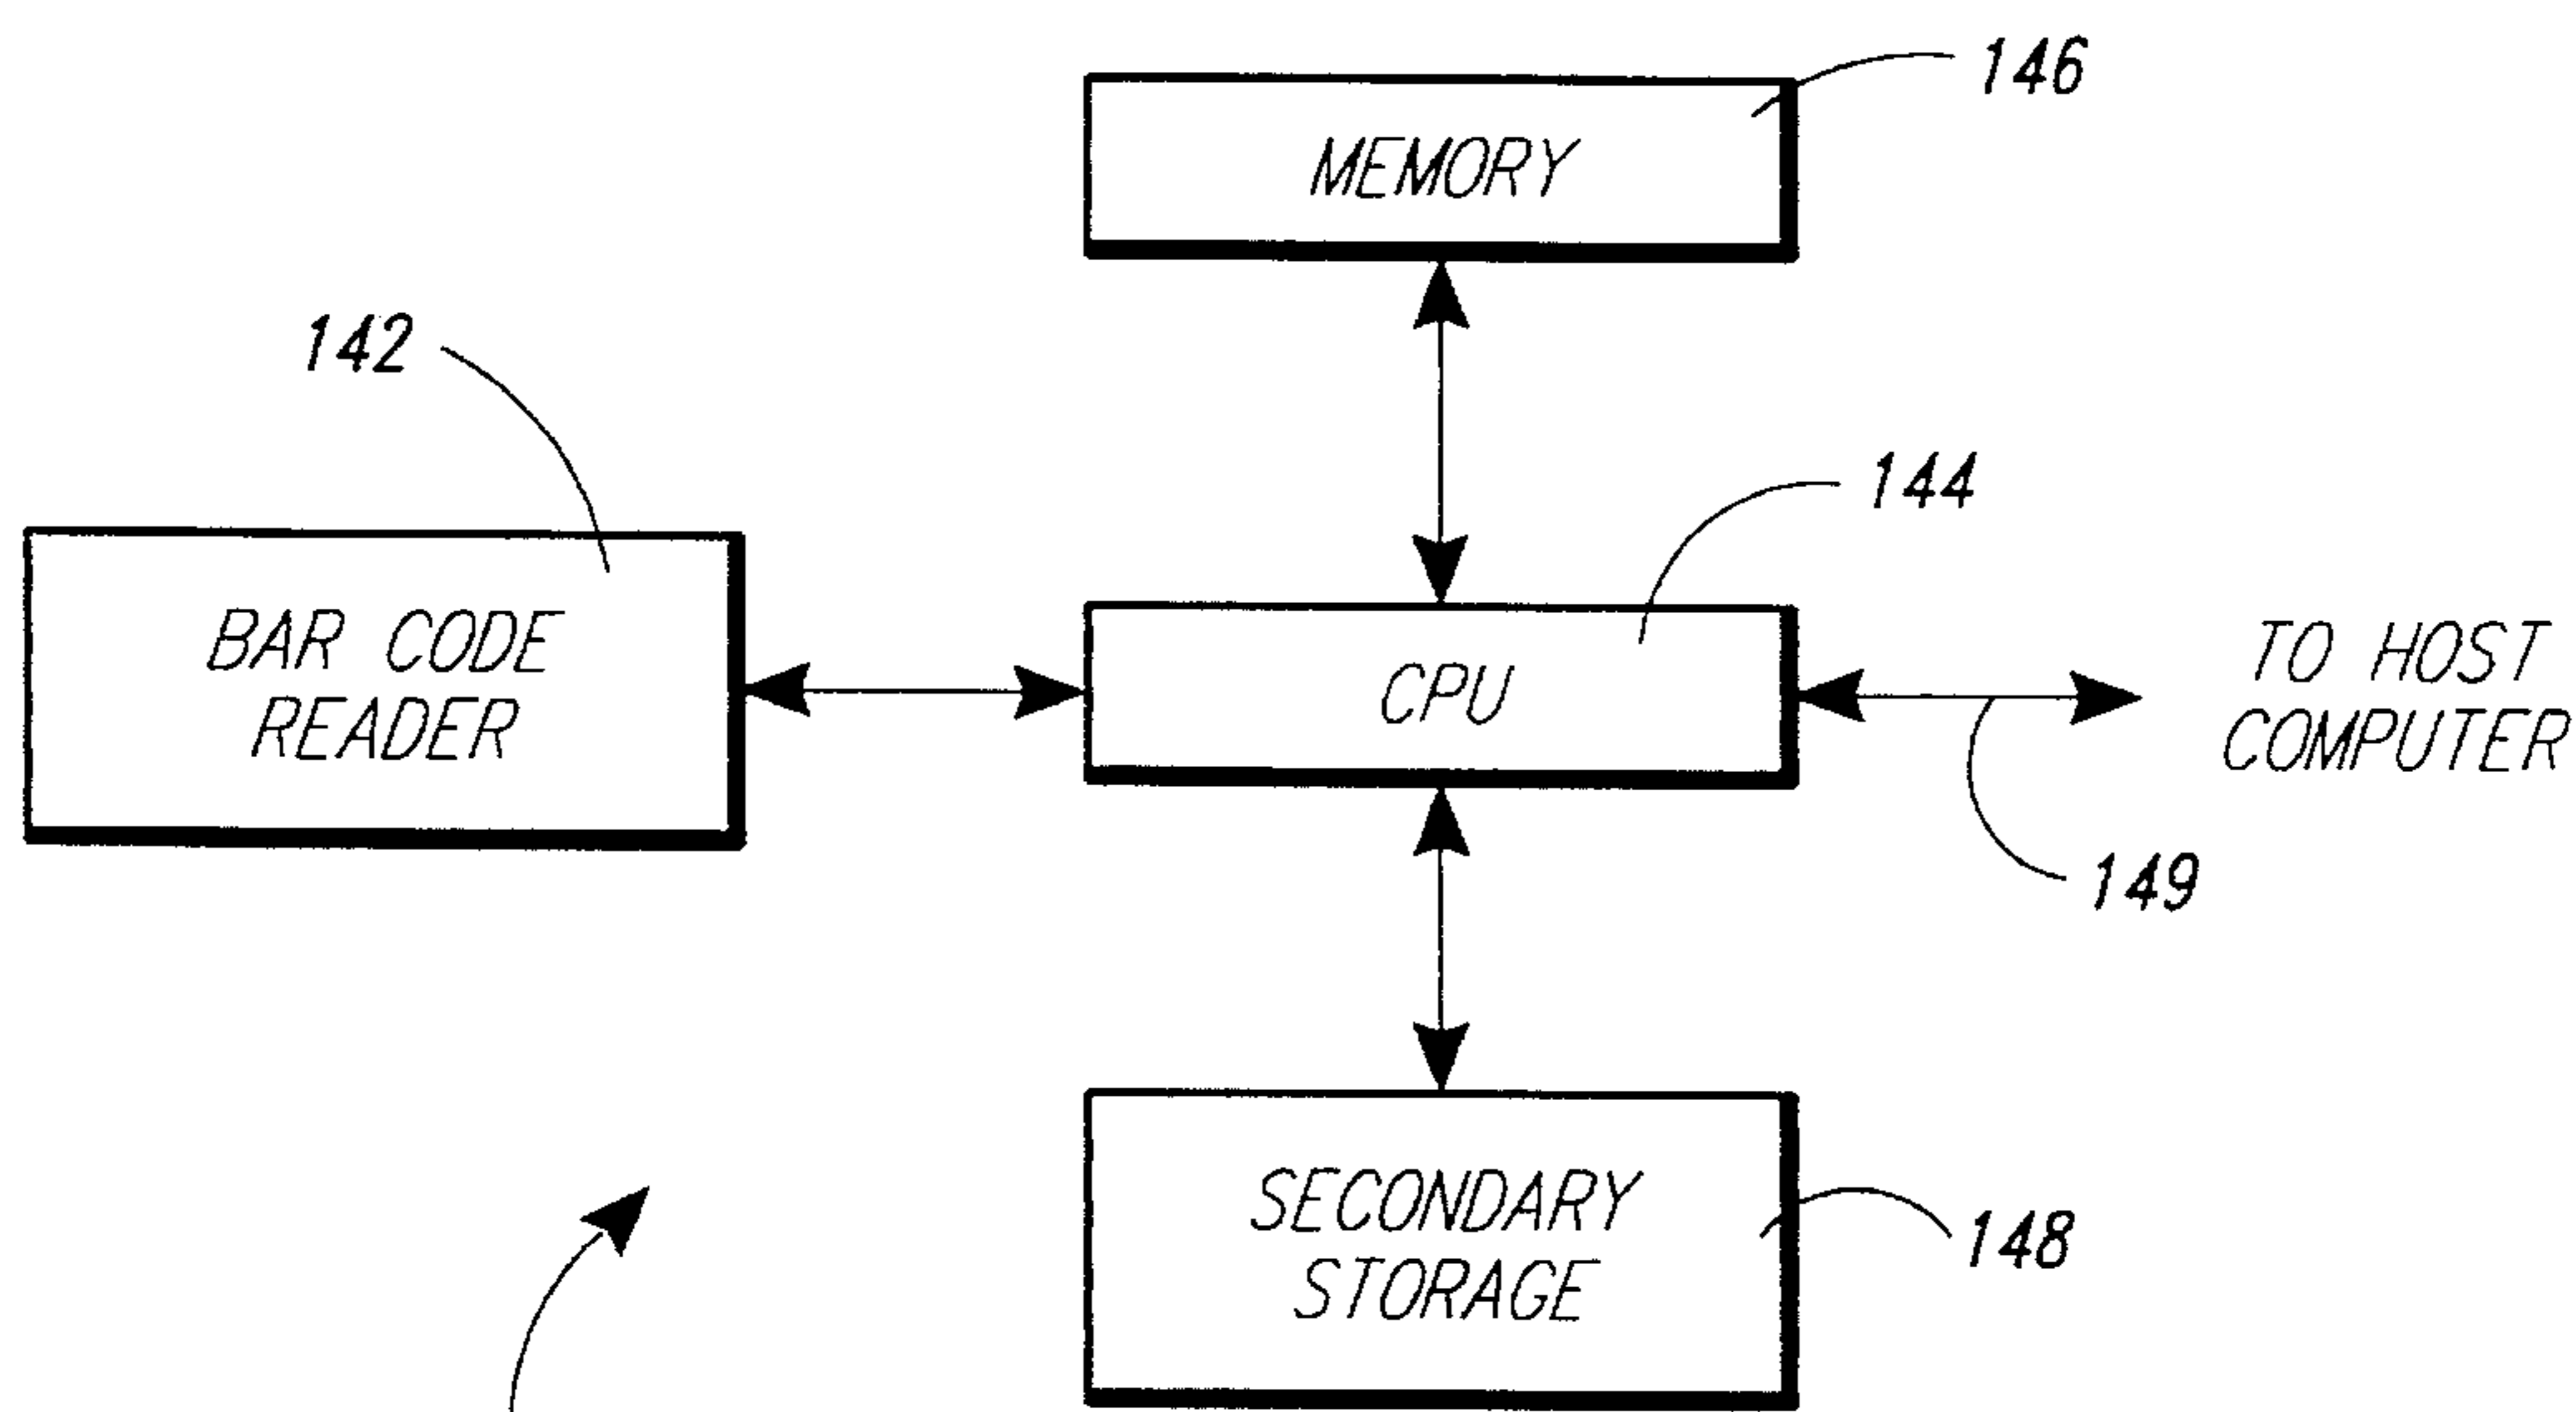 146
MEMORY
142
144
BAR CODE
READER
CPU
TO HOST
COMPUTER
149
SECONDARY
STORAGE
148